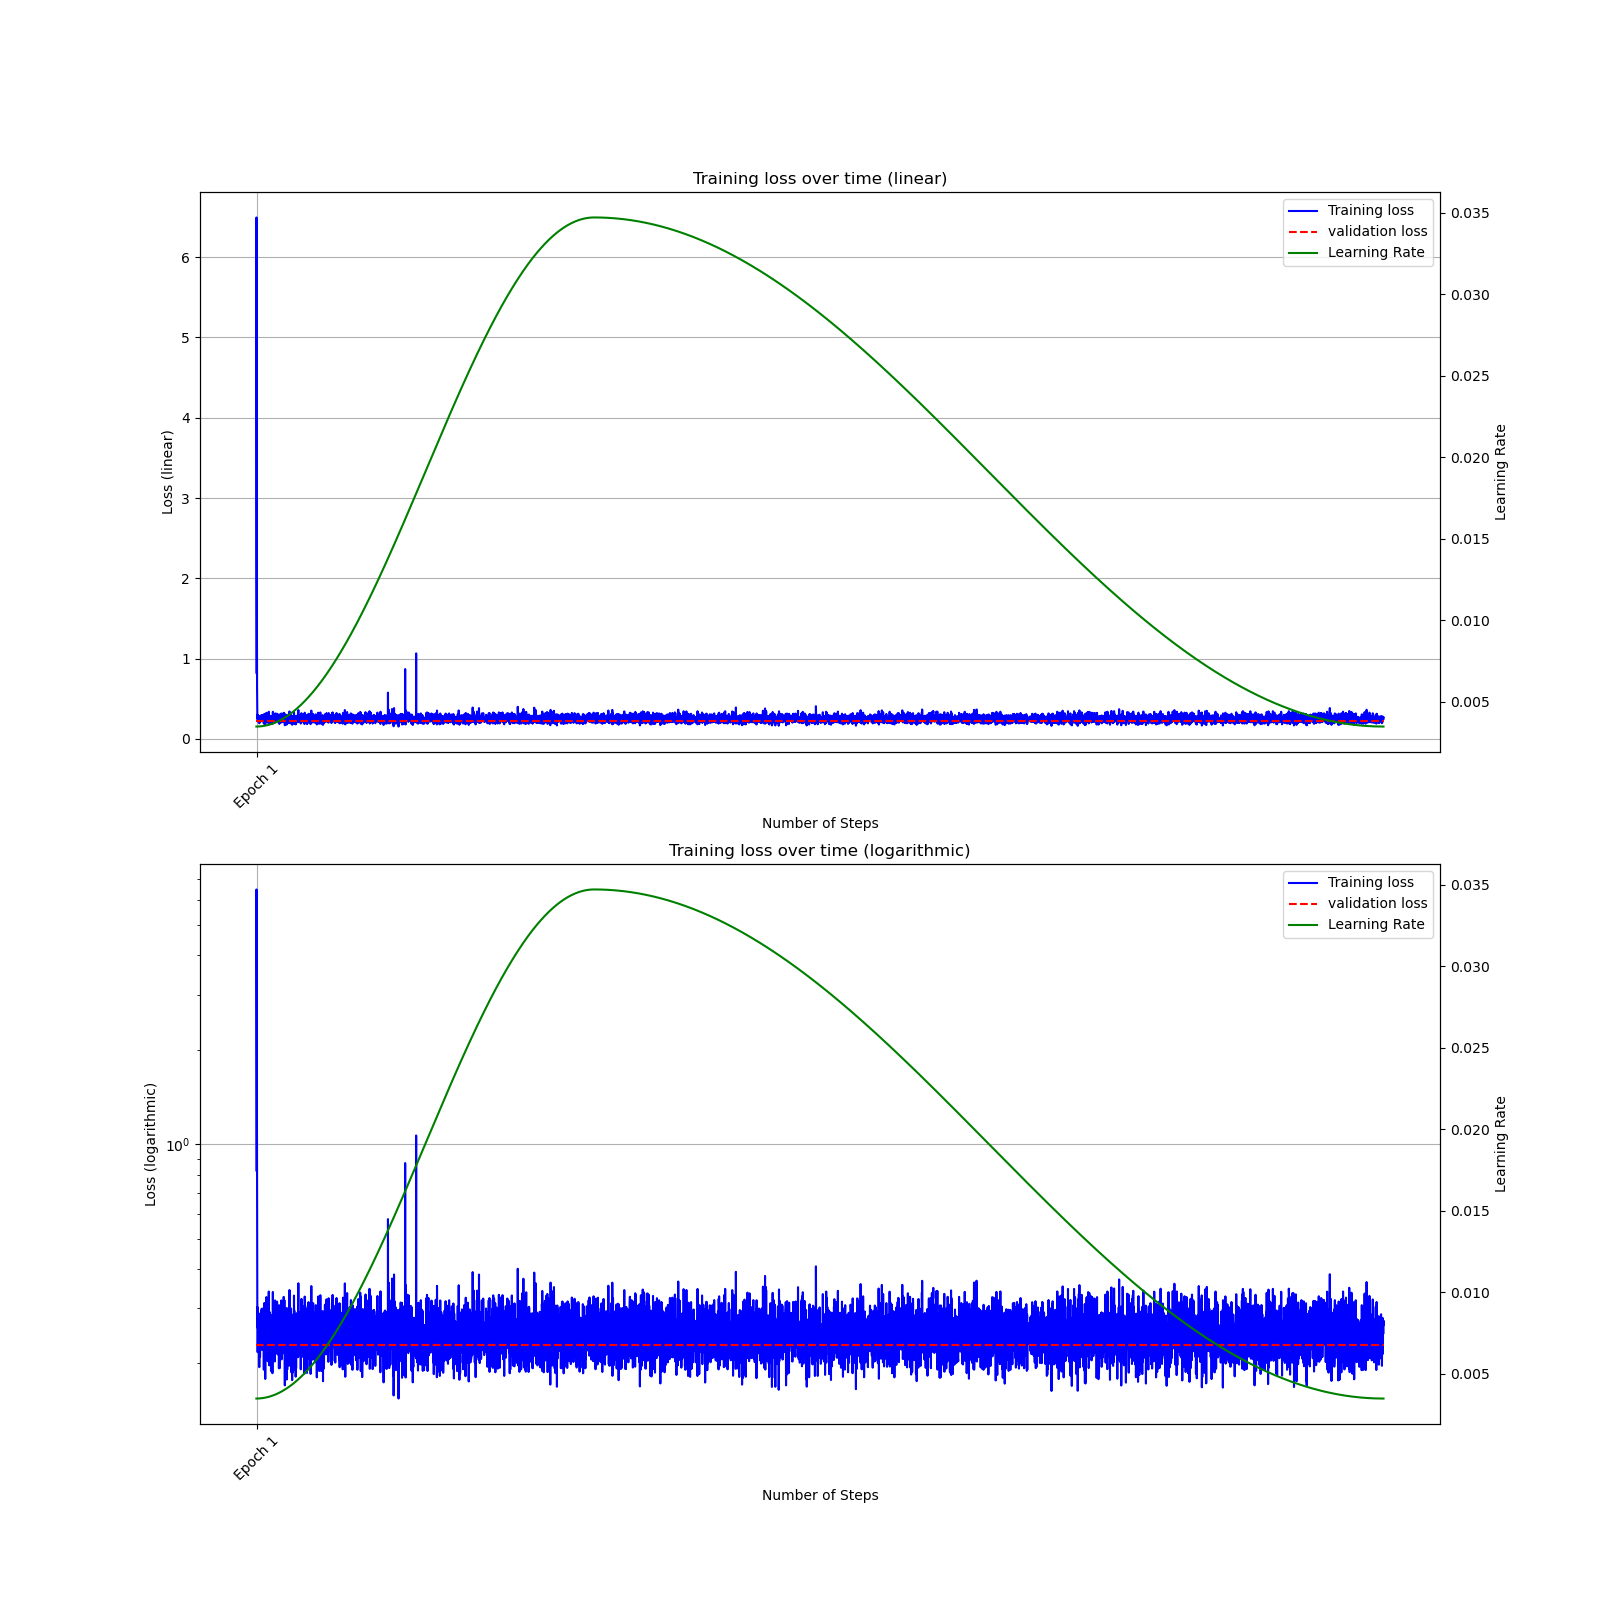 Training loss over time (linear)
Training loss
validation loss
Learning Rate
6
5
4
3
2
1
0
Loss (linear)
0.035
0.030
0.025
0.020
0.015
0.010
0.005
Learning Rate
Epoch 1
Number of Steps
Training loss over time (logarithmic)
Training loss
validation loss
Learning Rate
10⁰
Loss (logarithmic)
0.035
0.030
0.025
0.020
0.015
0.010
0.005
Learning Rate
Epoch 1
Number of Steps